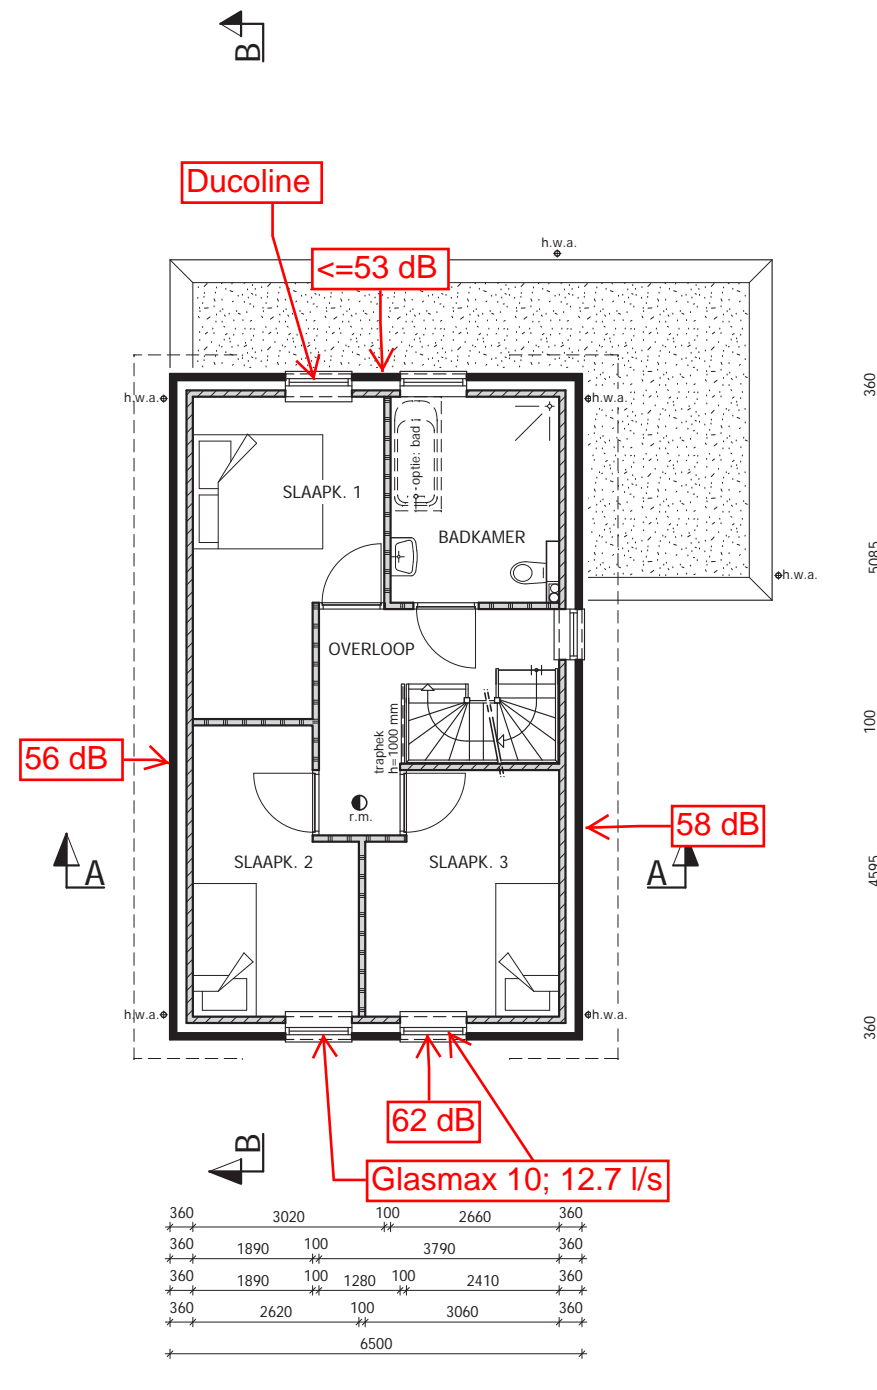 B
Ducoline
h.w.a.
<=53 dB
h.w.a.
h.w.a.
360
optie: bad
SLAAPK. 1
BADKAMER
5085
h.w.a.
OVERLOOP
traphek
h=1000 mm
100
56 dB
r.m.
58 dB
SLAAPK. 2
SLAAPK. 3
A
A
4595
h.w.a.
h.w.a.
360
62 dB
B
Glasmax 10; 12.7 l/s
360 3020 100 2660 360
360 1890 100 3790 360
360 1890 100 1280 100 2410 360
360 2620 100 3060 360
6500